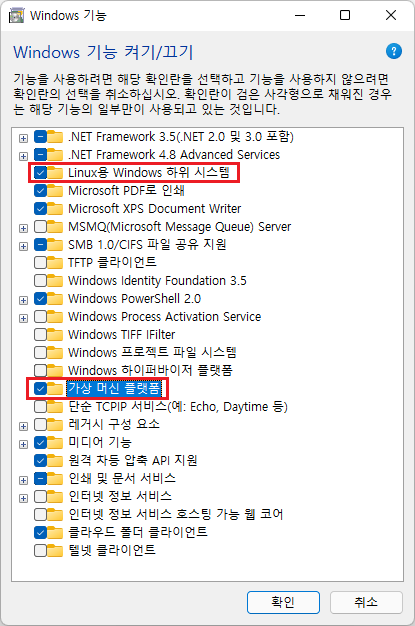 Windows 기능
Windows 기능 켜기/끄기
?
기능을 사용하려면 해당 확인란을 선택하고 기능을 사용하지 않으려면
확인란의 선택을 취소하십시오. 확인란이 검은 사각형으로 채워진 경우
는 해당 기능의 일부만이 사용되고 있는 것입니다.
.NET Framework 3.5(.NET 2.0 및 3.0 포함)
.NET Framework 4.8 Advanced Services
Linux용 Windows 하위 시스템
Microsoft PDF로 인쇄
Microsoft XPS Document Writer
MSMQ(Microsoft Message Queue) Server
SMB 1.0/CIFS 파일 공유 지원
TFTP 클라이언트
Windows Identity Foundation 3.5
Windows PowerShell 2.0
Windows Process Activation Service
Windows TIFF IFilter
Windows 프로젝트 파일 시스템
Windows 하이퍼바이저 플랫폼
가상 머신 플랫폼
단순 TCPIP 서비스(예: Echo, Daytime 등)
레거시 구성 요소
미디어 기능
원격 차등 압축 API 지원
인쇄 및 문서 서비스
인터넷 정보 서비스
인터넷 정보 서비스 호스팅 가능 웹 코어
클라우드 폴더 클라이언트
텔넷 클라이언트
확인
취소